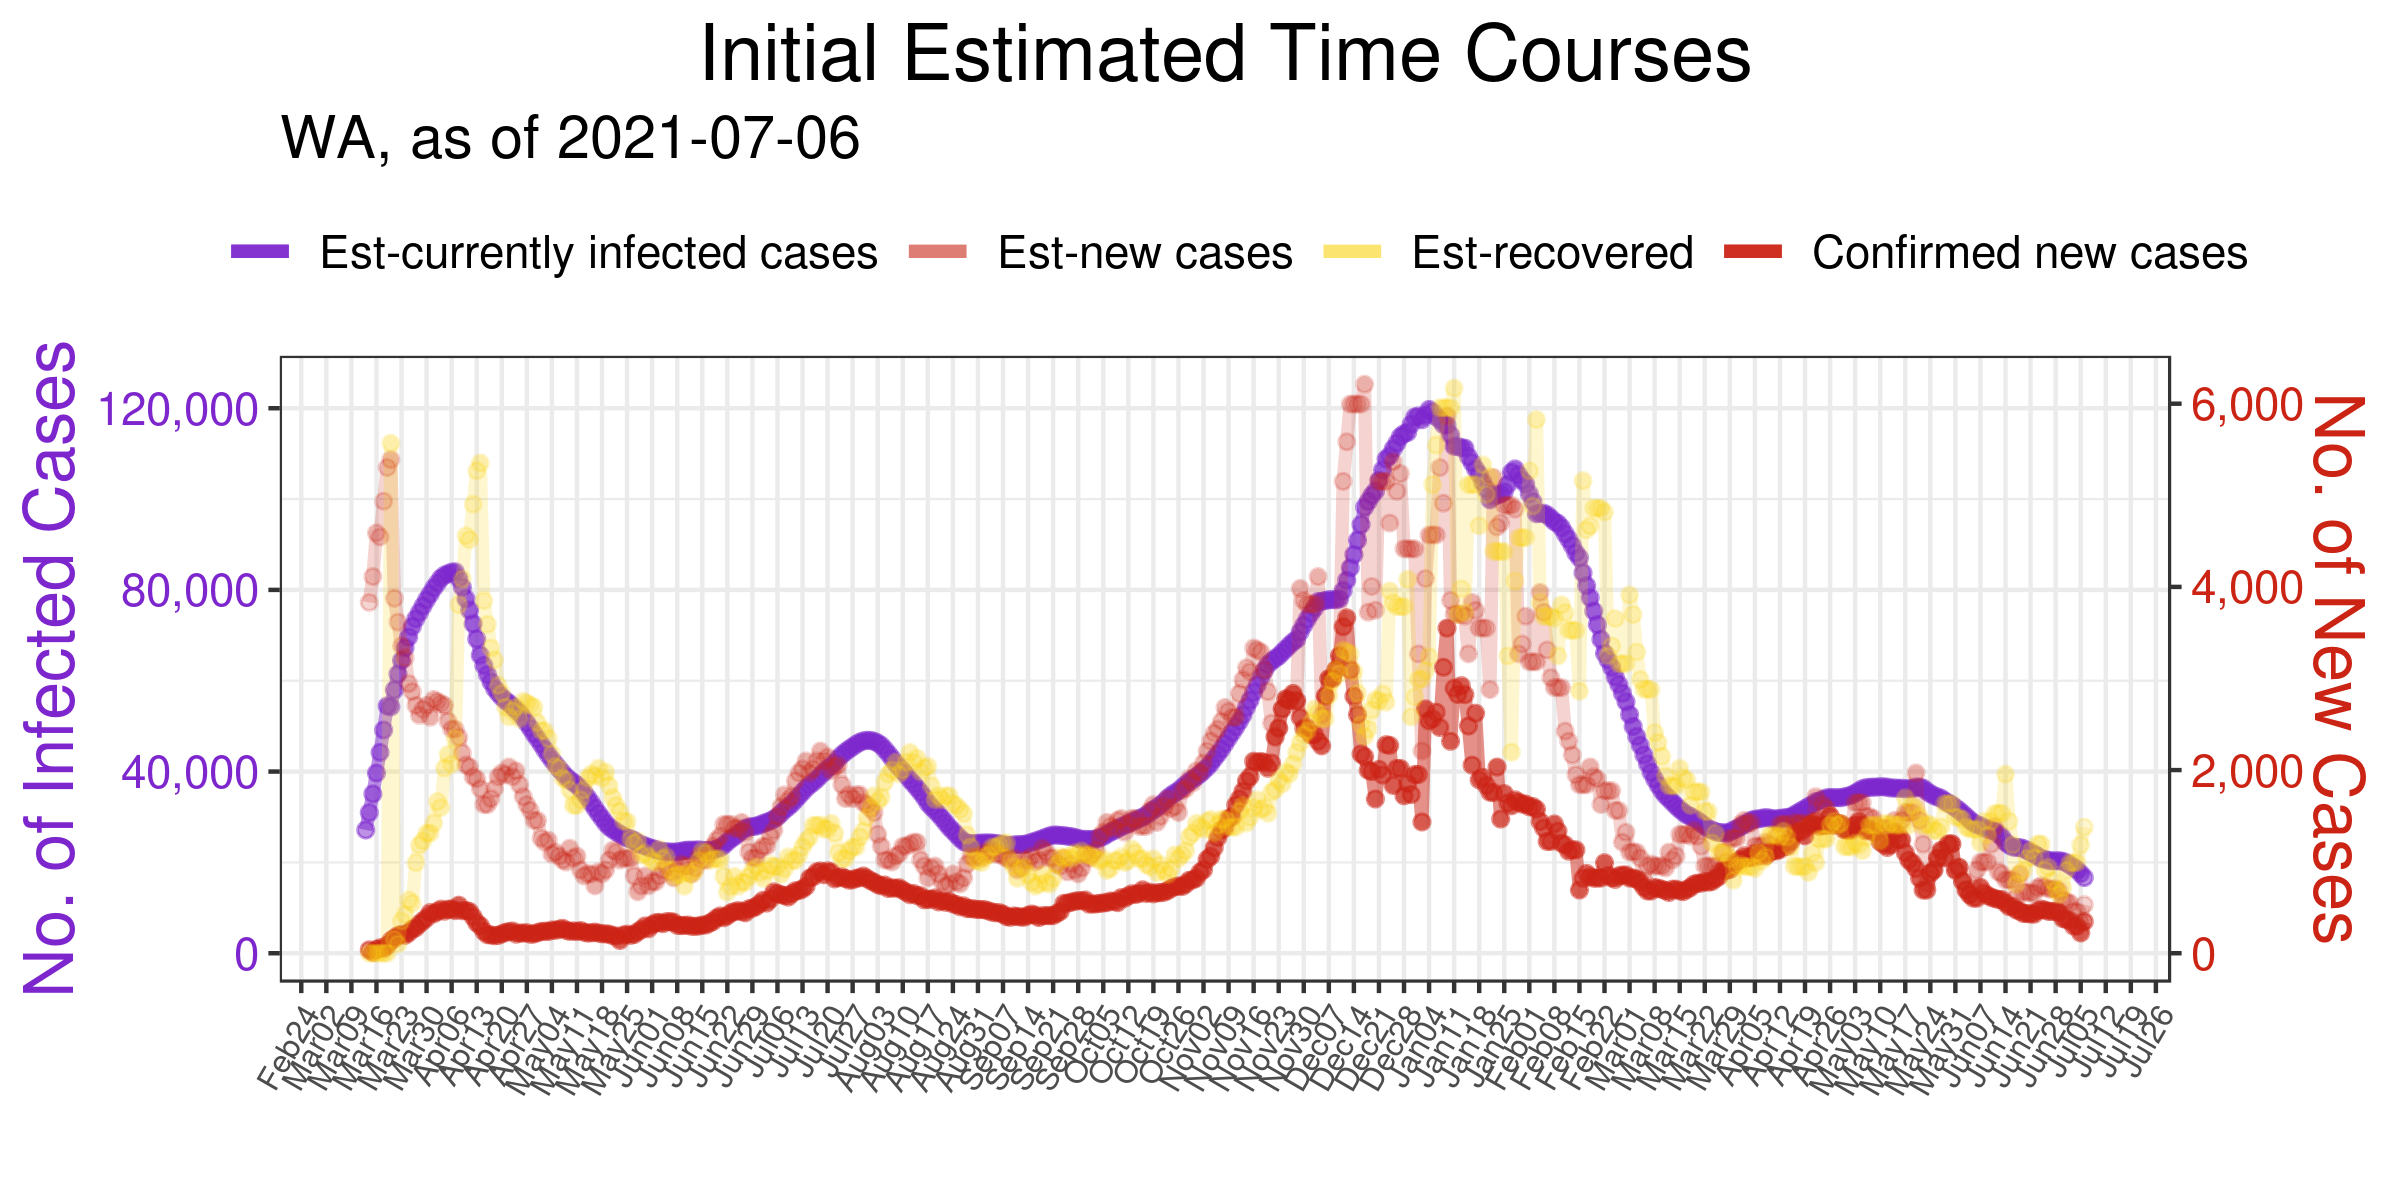 Initial Estimated Time Courses
WA, as of 2021-07-06
Est-currently infected cases
Est-new cases
Est-recovered
Confirmed new cases
No. of Infected Cases
120,000
80,000
40,000
0
6,000
4,000
2,000
0
No. of New Cases
Feb24
Mar02
Mar09
Mar16
Mar23
Mar30
Apr06
Apr13
Apr20
Apr27
May04
May11
May18
May25
Jun01
Jun08
Jun15
Jun22
Jun29
Jul06
Jul13
Jul20
Jul27
Aug03
Aug10
Aug17
Aug24
Aug31
Sep07
Sep14
Sep21
Sep28
Oct05
Oct12
Oct19
Oct26
Nov02
Nov09
Nov16
Nov23
Nov30
Dec07
Dec14
Dec21
Dec28
Jan04
Jan11
Jan18
Jan25
Feb01
Feb08
Feb15
Feb22
Mar01
Mar08
Mar15
Mar22
Mar29
Apr05
Apr12
Apr19
Apr26
May03
May10
May17
May24
May31
Jun07
Jun14
Jun21
Jun28
Jul05
Jul12
Jul19
Jul26